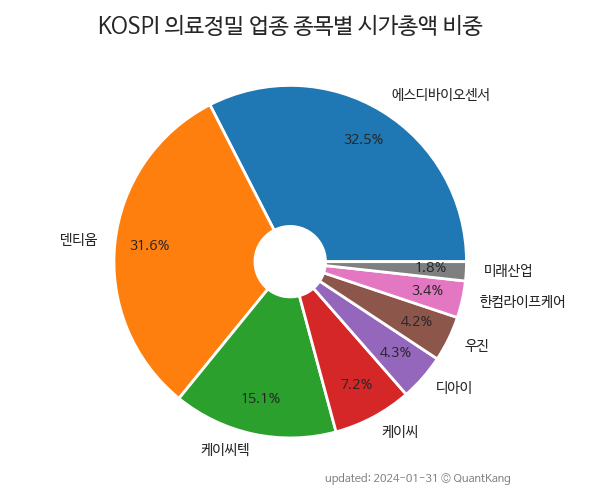 KOSPI 의료정밀 업종 종목별 시가총액 비중
에스디바이오센서
32.5%
덴티움
31.6%
1.8%
미래산업
3.4%
한컴라이프케어
4.2%
우진
4.3%
디아이
7.2%
케이씨
15.1%
케이씨텍
updated: 2024-01-31 © QuantKang